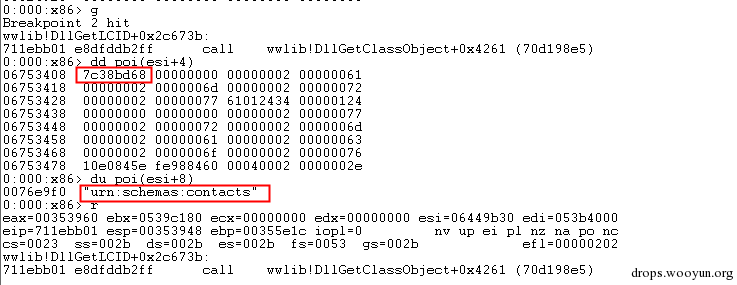 0:000:x86> g
Breakpoint 2 hit
wwlib!DllGetLCID+0x2c673b:
711ebb01 e8dfddb2ff      call    wwlib!DllGetClassObject+0x4261 (70d198e5)
0:000:x86> dd poi(esi+4)
06753408  7c38bd68 00000000 00000002 00000061
06753418  00000002 0000006d 00000002 00000072
06753428  00000002 00000077 61012434 00000124
06753438  00000000 00000000 00000002 00000077
06753448  00000002 00000072 00000002 0000006d
06753458  00000002 00000061 00000002 00000063
06753468  00000002 0000006f 00000002 00000076
06753478  10e0845e fe988460 00040002 0000002e
0:000:x86> du poi(esi+8)
0076e9f0  "urn:schemas:contacts"
0:000:x86> r
eax=00353960 ebx=0539c180 ecx=00000000 edx=00000000 esi=06449b30 edi=053b4000
eip=711ebb01 esp=00353948 ebp=00355e1c iopl=0         nv up ei pl nz na po nc
cs=0023  ss=002b  ds=002b  es=002b  fs=0053  gs=002b             efl=00000202
wwlib!DllGetLCID+0x2c673b:
711ebb01 e8dfddb2ff      call    wwlib!DllGetClassObject+0x4261 (70d198e5)
drops.wooyun.org